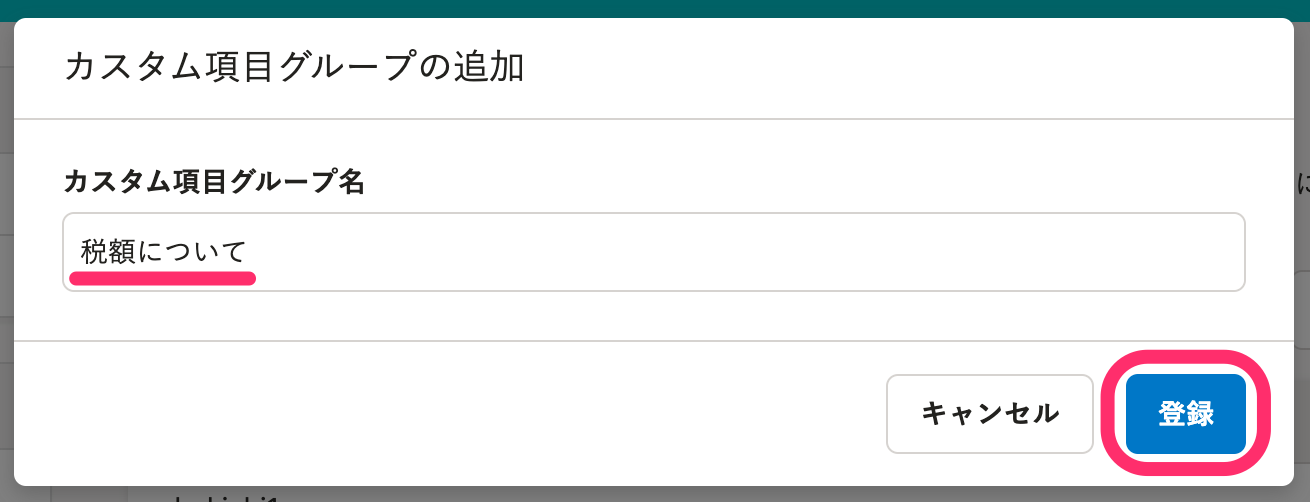 カスタム項目グループの追加
カスタム項目グループ名
税額について
キャンセル
登録